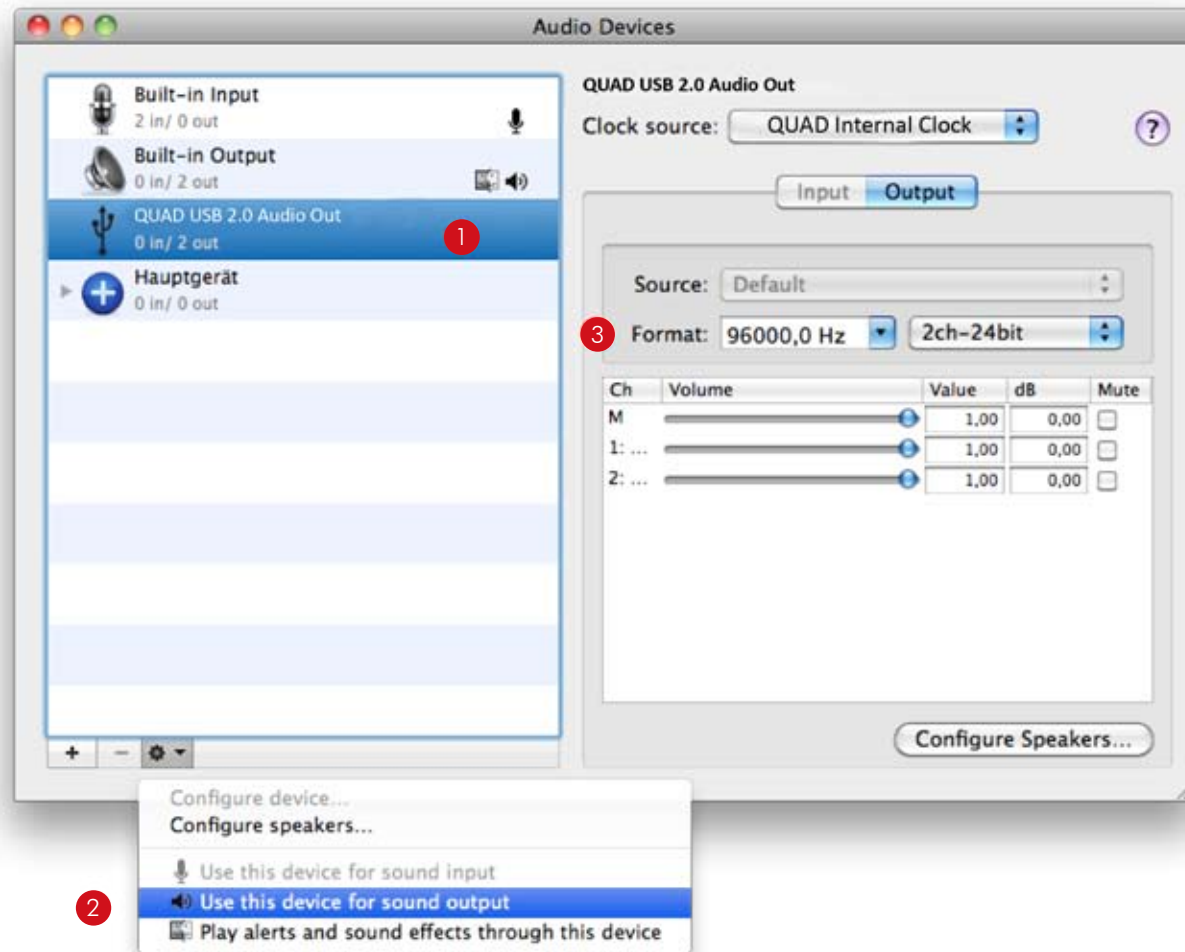 Audio Devices
Built-in Input
2 in/ 0 out
Built-in Output
0 in/ 2 out
QUAD USB 2.0 Audio Out
0 in/ 2 out
1
Hauptgerät
0 in/ 0 out
QUAD USB 2.0 Audio Out
Clock source: QUAD Internal Clock ?
Input Output
Source: Default
3 Format: 96000,0 Hz 2ch-24bit
Ch Volume Value dB Mute
M 1,00 0,00
1: ... 1,00 0,00
2: ... 1,00 0,00
Configure Speakers...
+ −
Configure device...
Configure speakers...
Use this device for sound input
2 Use this device for sound output
Play alerts and sound effects through this device